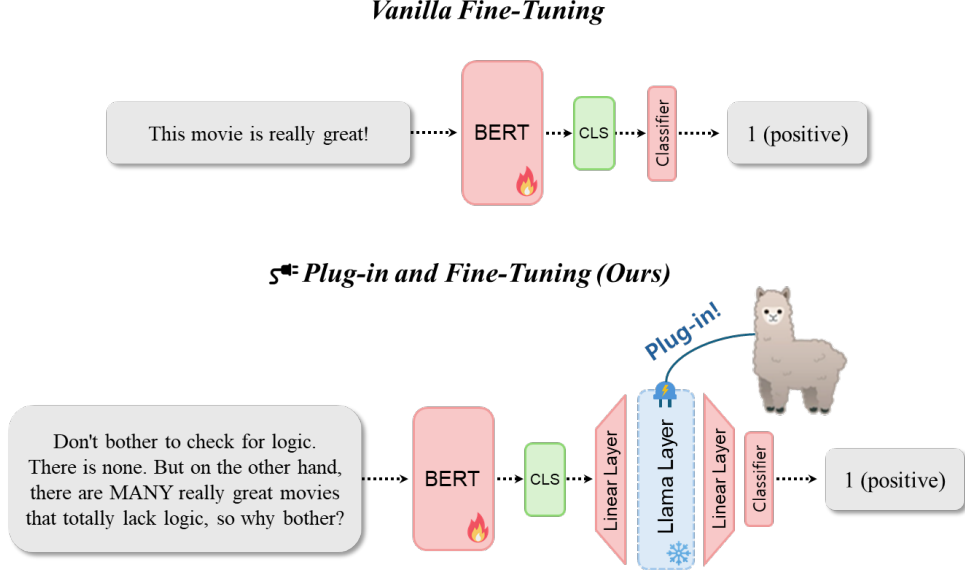 Vanilla Fine-Tuning
This movie is really great!
BERT
CLS
Classifier
1 (positive)
Plug-in and Fine-Tuning (Ours)
Plug-in!
Don't bother to check for logic.
There is none. But on the other hand,
there are MANY really great movies
that totally lack logic, so why bother?
BERT
CLS
Linear Layer
Llama Layer
Linear Layer
Classifier
1 (positive)